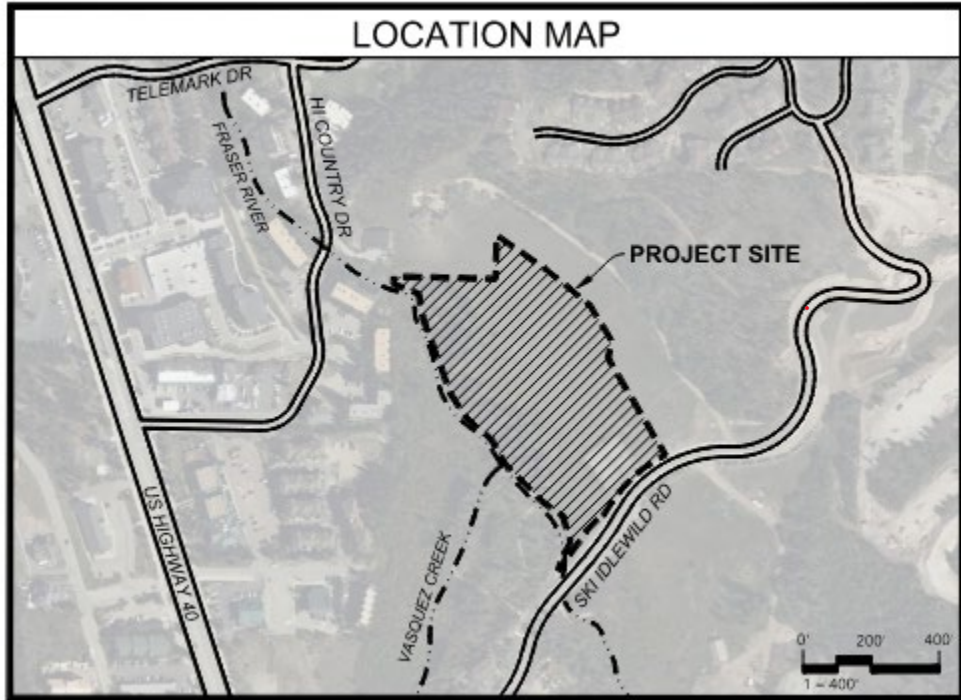 LOCATION MAP
TELEMARK DR
FRASER RIVER
HI COUNTRY DR
PROJECT SITE
US HIGHWAY 40
VASQUEZ CREEK
SKI IDLEWILD RD
0' 200' 400'
1 = 400'